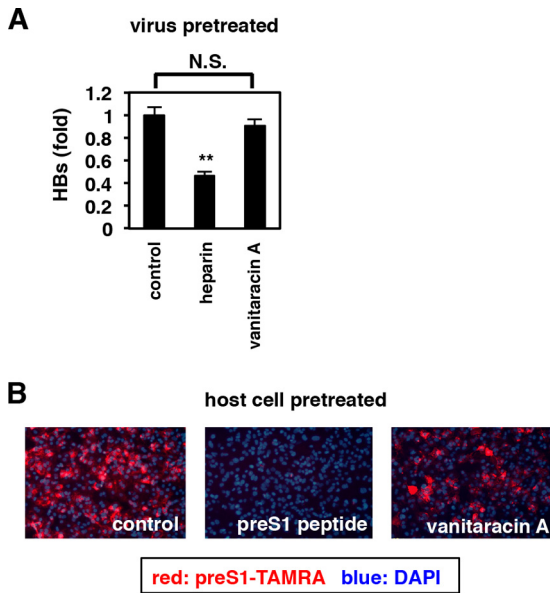 A
virus pretreated
N.S.
1.2
1
0.8
0.6
0.4
0.2
0
HBs (fold)
**
control
heparin
vanitaracin A
B
host cell pretreated
control
preS1 peptide
vanitaracin A
red: preS1-TAMRA blue: DAPI